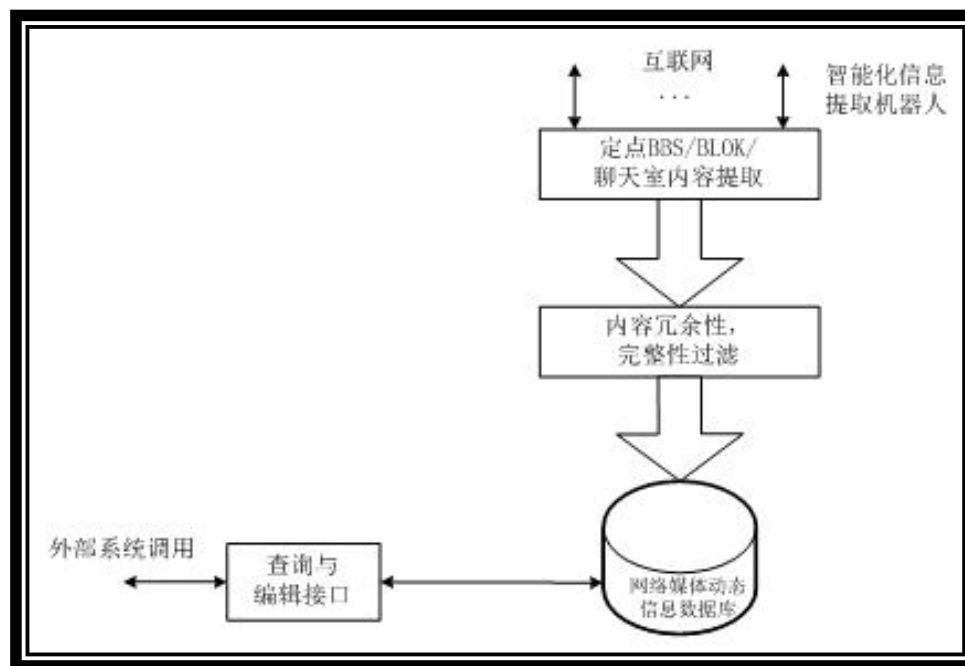 互联网
...
智能化信息
提取机器人
定点BBS/BLOK/
聊天室内容提取
内容冗余性，
完整性过滤
外部系统调用
查询与
编辑接口
网络媒体动态
信息数据库